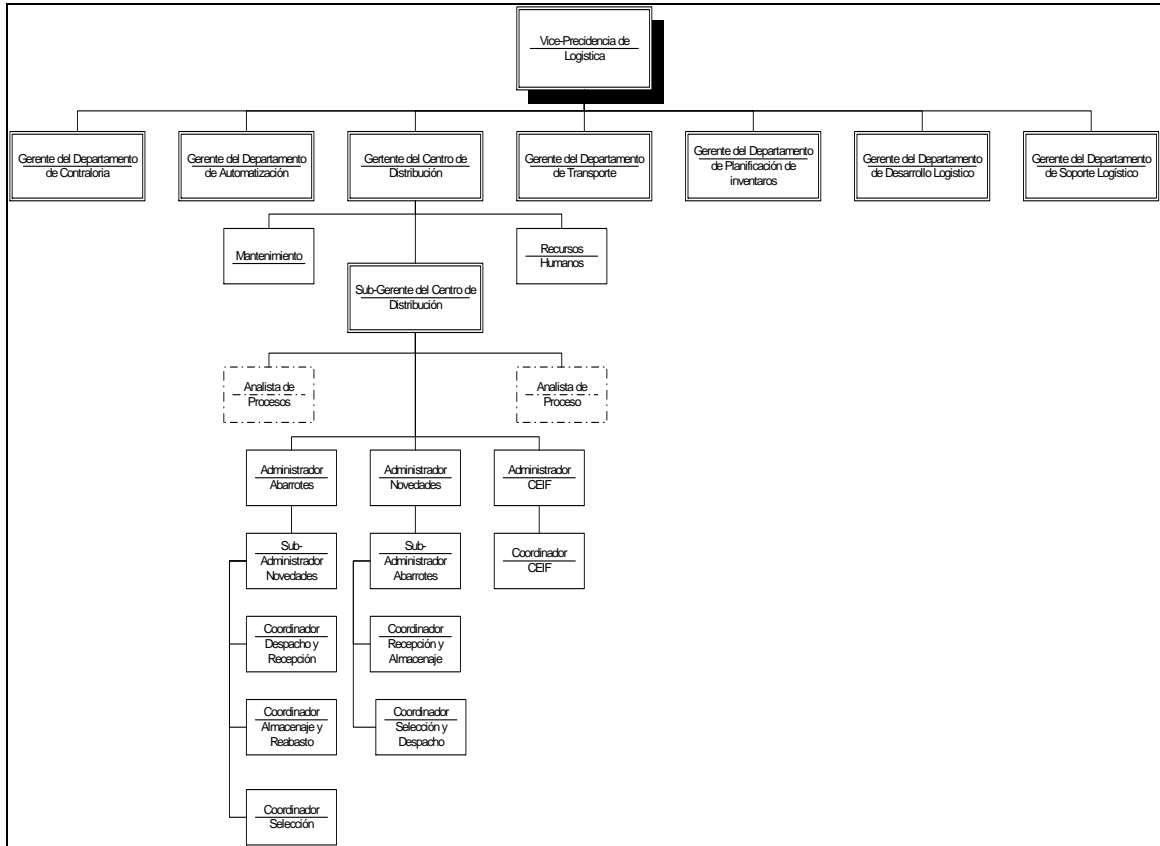 Vice-Precidencia de
Logistica
Gerente del Departamento
de Contraloria
Gerente del Departamento
de Automatización
Gertente del Centro de
Distribución
Gerente del Departamento
de Transporte
Gerente del Departamento
de Planificación de
inventaros
Gerente del Departamento
de Desarrollo Logistico
Gerente del Departamento
de Soporte Logístico
Mantenimiento
Recursos
Humanos
Sub-Gerente del Centro de
Distribución
Analista de
Procesos
Analista de
Proceso
Administrador
Abarrotes
Administrador
Novedades
Administrador
CEIF
Sub-
Administrador
Novedades
Sub-
Administrador
Abarrotes
Coordinador
CEIF
Coordinador
Despacho y
Recepción
Coordinador
Recepción y
Almacenaje
Coordinador
Almacenaje y
Reabasto
Coordinador
Selección y
Despacho
Coordinador
Selección